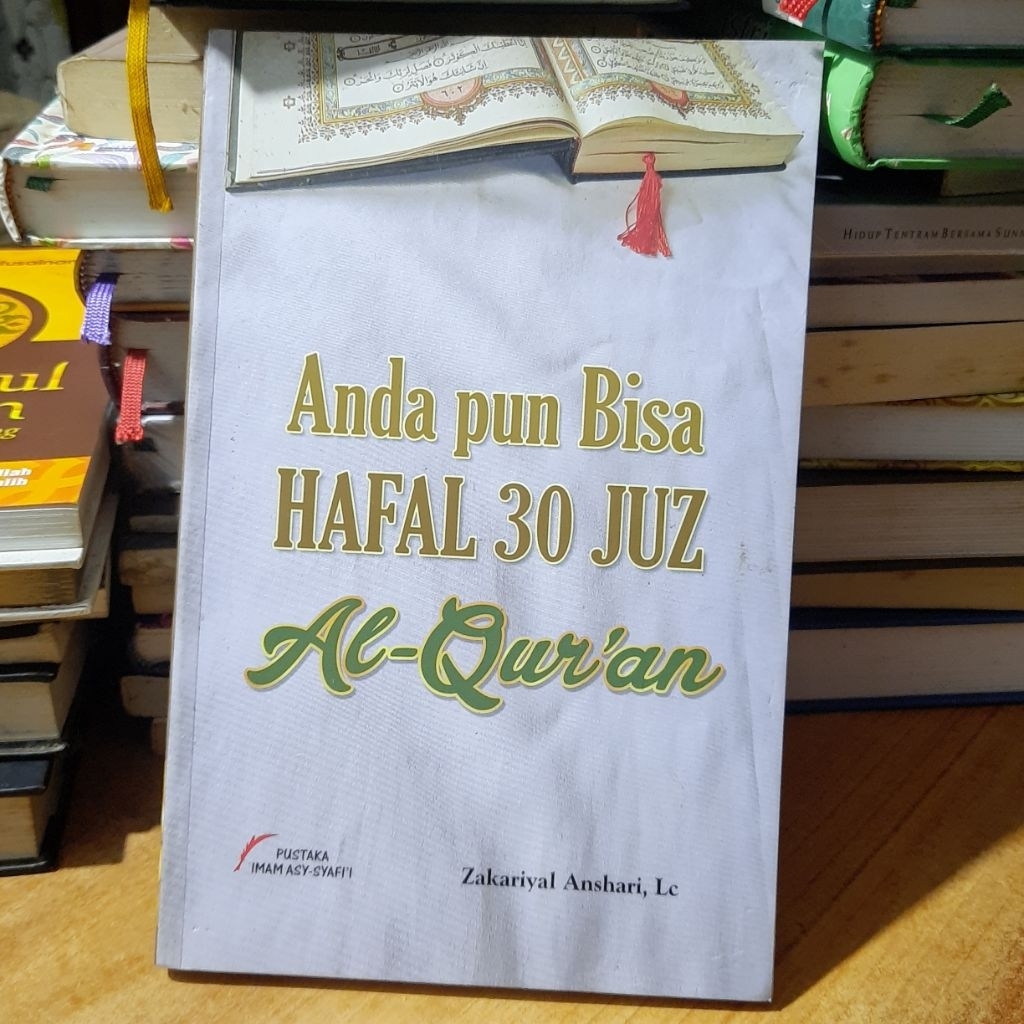 Anda pun Bisa
HAFAL 30 JUZ
Al-Qur'an
PUSTAKA
IMAM ASY-SYAFI'I
Zakariyal Anshari, Lc
HIDUP TENTRAM BERSAMA SUNN